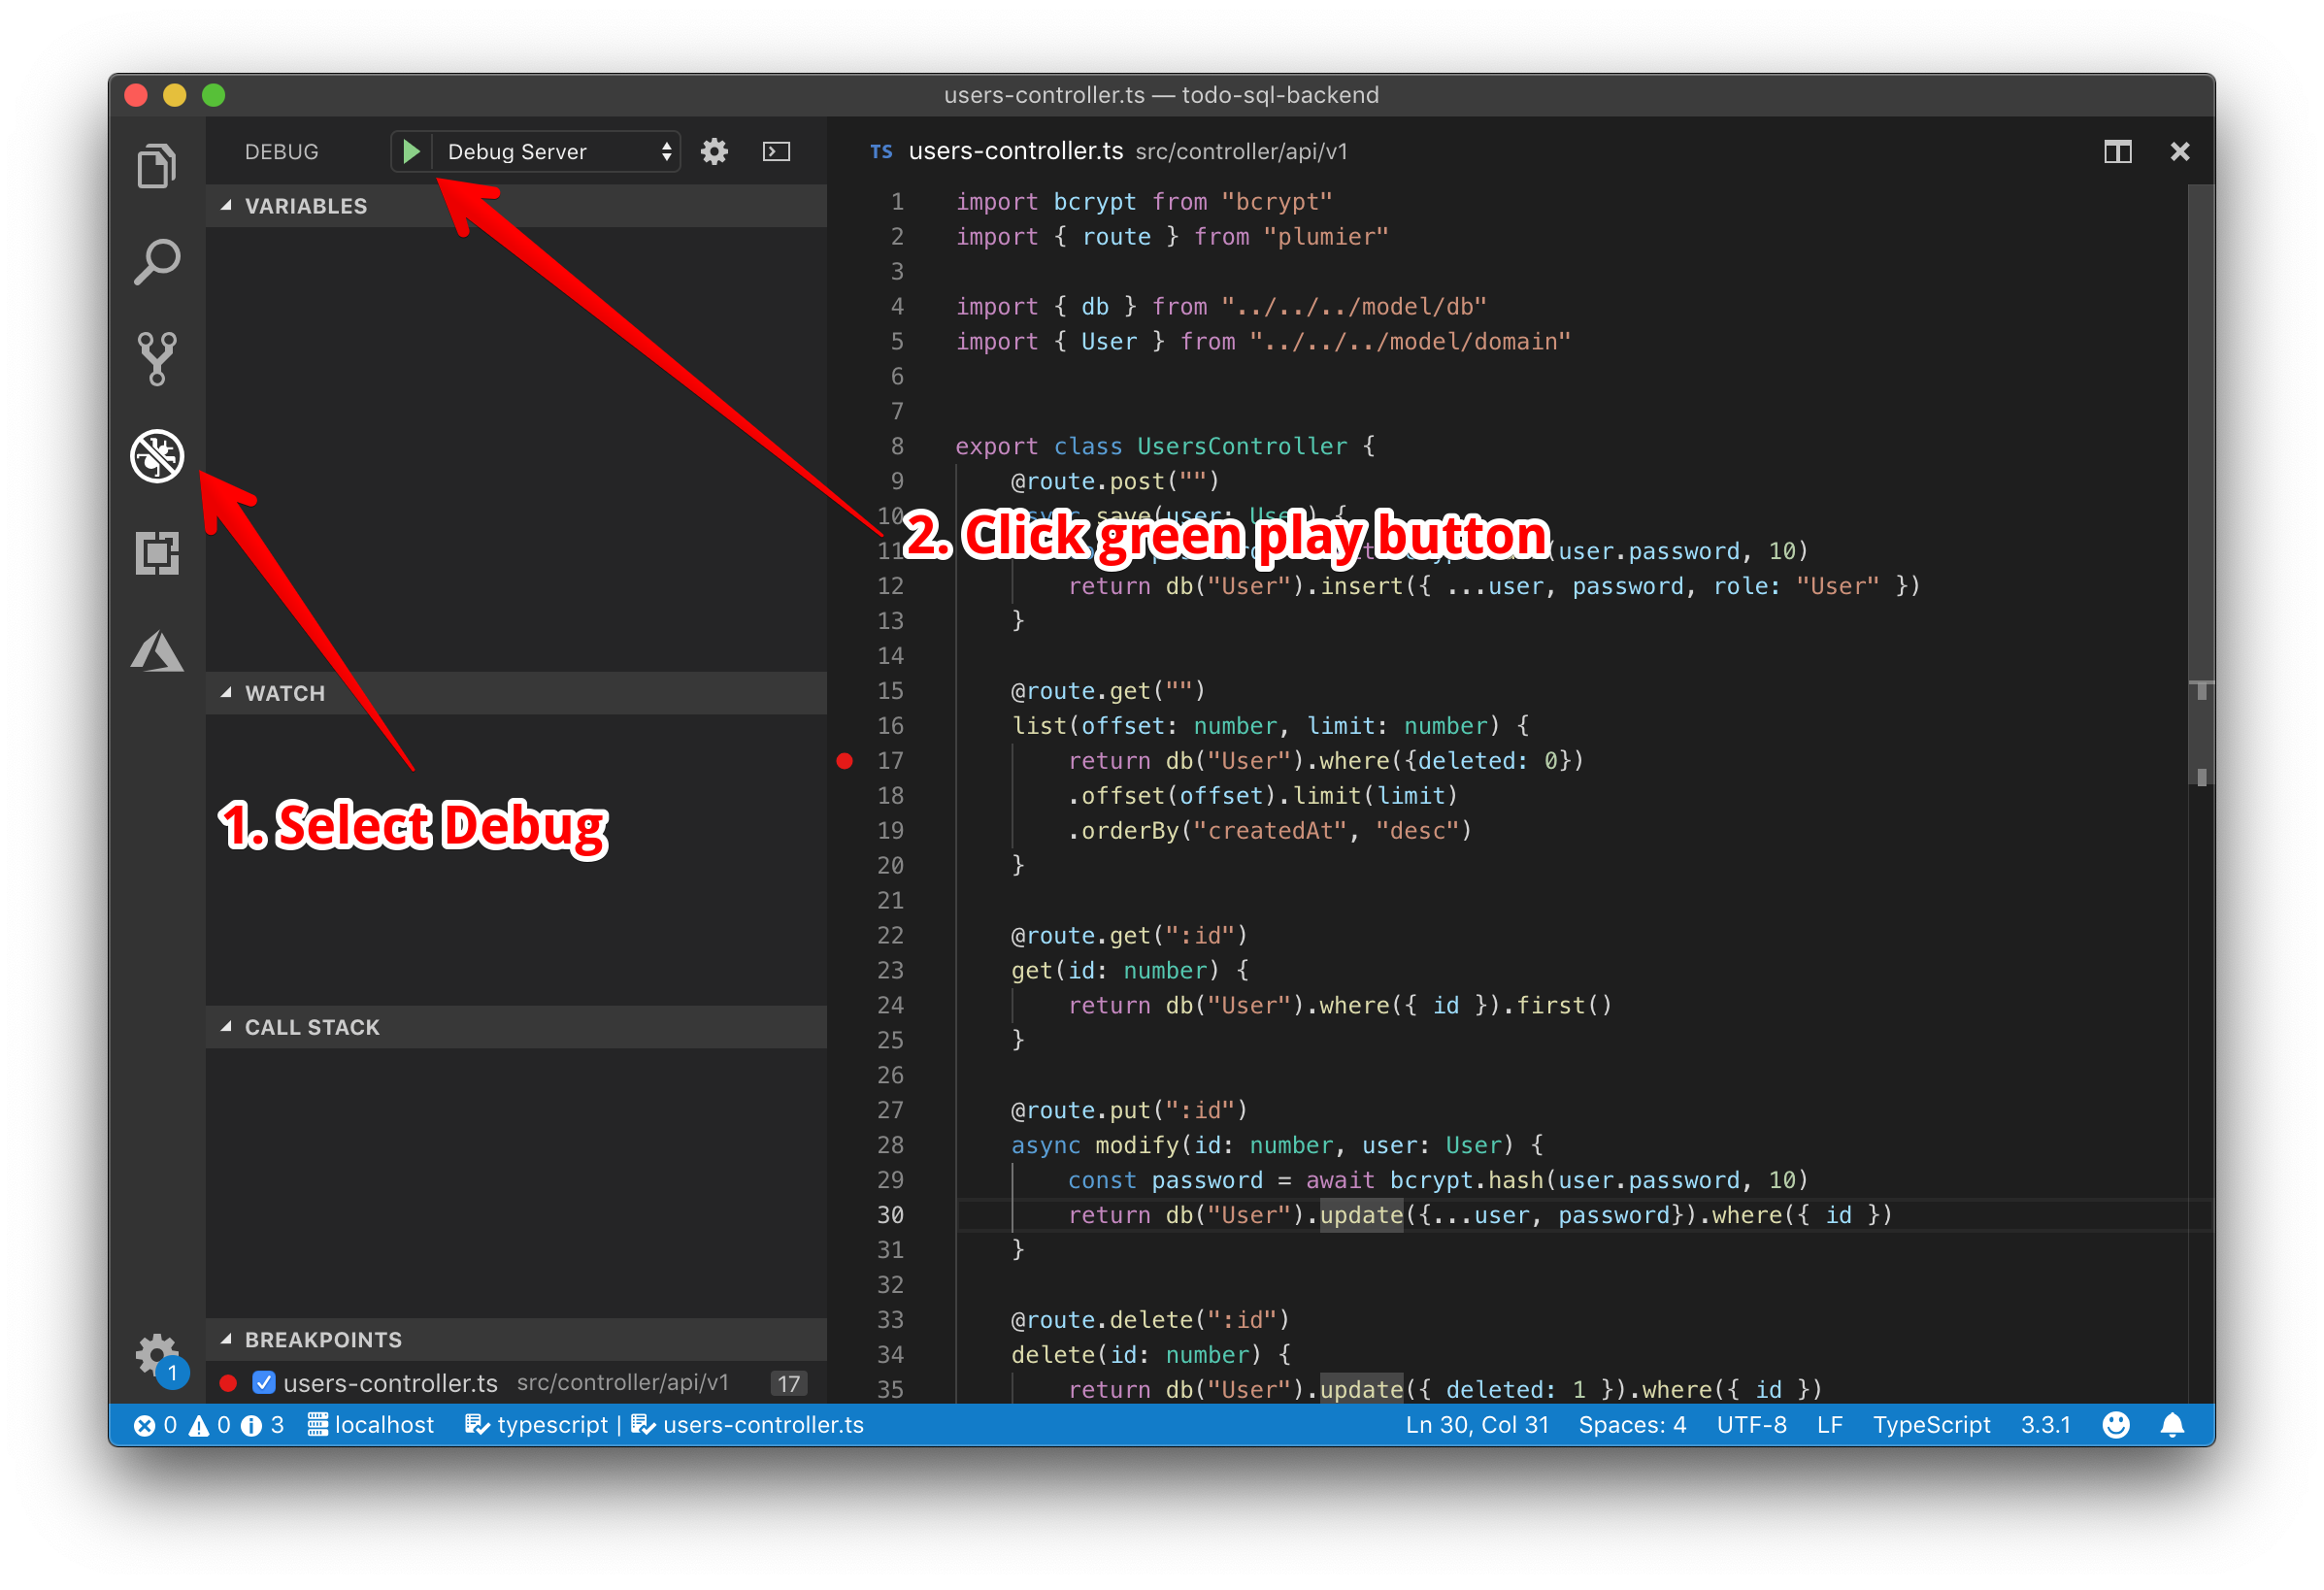 users-controller.ts — todo-sql-backend
DEBUG
Debug Server
VARIABLES
WATCH
CALL STACK
BREAKPOINTS
users-controller.ts src/controller/api/v1 17
1
1. Select Debug
2. Click green play button
TS users-controller.ts src/controller/api/v1
1 import bcrypt from "bcrypt"
2 import { route } from "plumier"
3
4 import { db } from "../../../model/db"
5 import { User } from "../../../model/domain"
6
7
8 export class UsersController {
9 @route.post("")
10 save(user: User) {
11 (user.password, 10)
12 return db("User").insert({ ...user, password, role: "User" })
13 }
14
15 @route.get("")
16 list(offset: number, limit: number) {
17 return db("User").where({deleted: 0})
18 .offset(offset).limit(limit)
19 .orderBy("createdAt", "desc")
20 }
21
22 @route.get(":id")
23 get(id: number) {
24 return db("User").where({ id }).first()
25 }
26
27 @route.put(":id")
28 async modify(id: number, user: User) {
29 const password = await bcrypt.hash(user.password, 10)
30 return db("User").update({...user, password}).where({ id })
31 }
32
33 @route.delete(":id")
34 delete(id: number) {
35 return db("User").update({ deleted: 1 }).where({ id })
0 0 3 localhost typescript | users-controller.ts Ln 30, Col 31 Spaces: 4 UTF-8 LF TypeScript 3.3.1